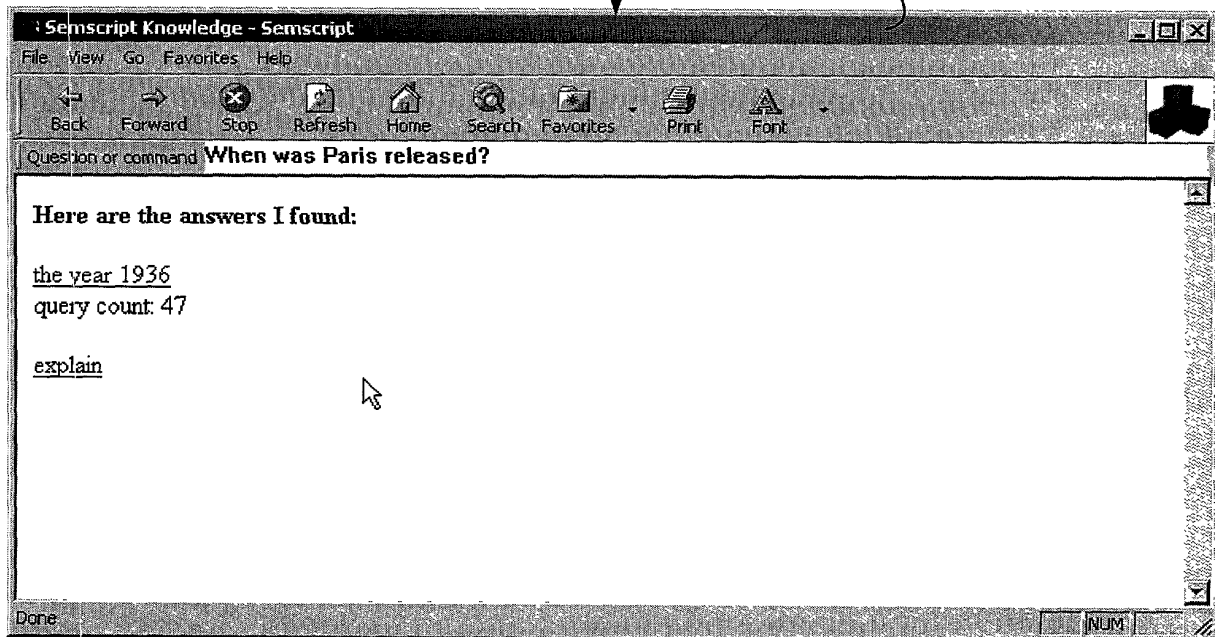 Semscript Knowledge - Semscript
File View Go Favorites Help
Back Forward Stop Refresh Home Search Favorites Print Font
Question or command When was Paris released?
Here are the answers I found:
the year 1936
query count: 47
explain
Done NUM